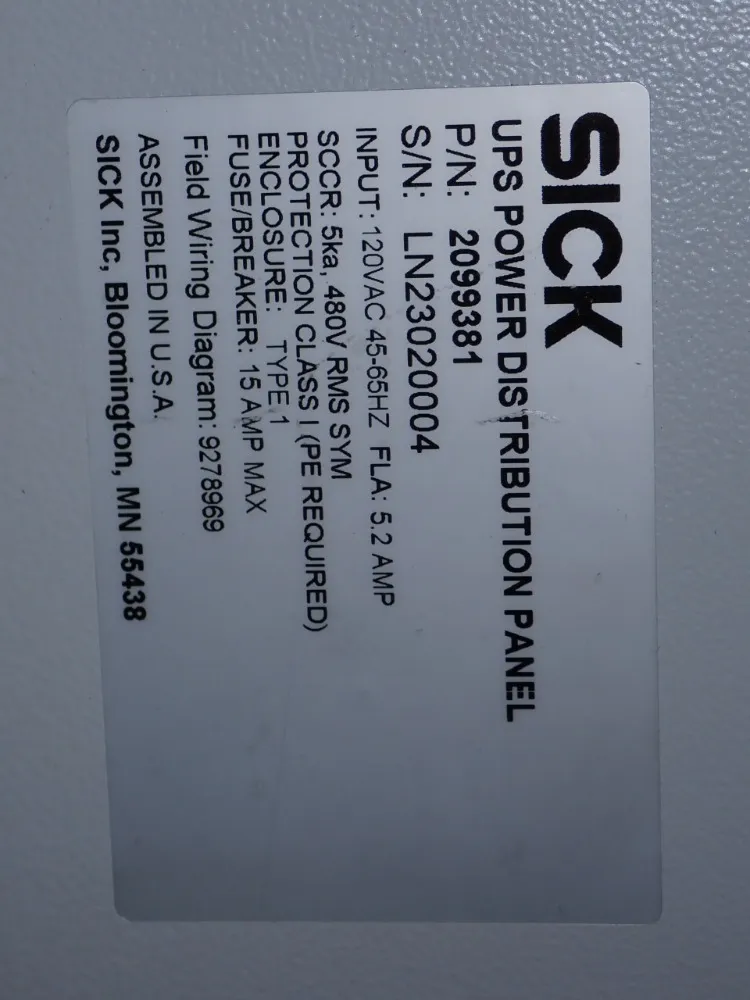 SICK
UPS POWER DISTRIBUTION PANEL
P/N: 2099381
S/N: LN23020004
INPUT: 120VAC 45-65HZ FLA: 5.2 AMP
SCCR: 5ka, 480V RMS SYM
PROTECTION CLASS I (PE REQUIRED)
ENCLOSURE: TYPE 1
FUSE/BREAKER: 15 AMP MAX
Field Wiring Diagram: 9278969
ASSEMBLED IN U.S.A.
SICK Inc, Bloomington, MN 55438